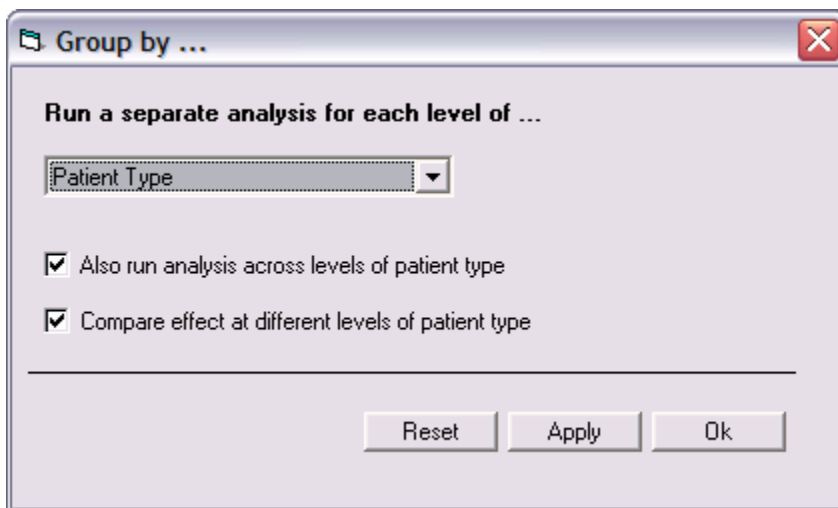 Group by ...
Run a separate analysis for each level of ...
Patient Type
Also run analysis across levels of patient type
Compare effect at different levels of patient type
Reset Apply Ok